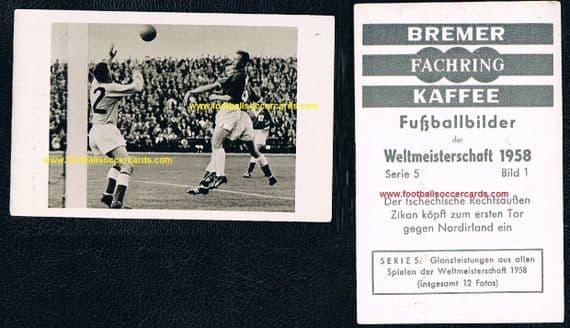 2
www.footballsoccercards.com
www.footballsoccercards.com
BREMER
FACHRING
KAFFEE
Fußballbilder
der
Weltmeisterschaft 1958
Serie 5 Bild 1
www.footballsoccercards.com
Der tschechische Rechtsaußen
Zikan köpft zum ersten Tor
gegen Nordirland ein
SERIE 5: Glanzleistungen aus allen
Spielen der Weltmeisterschaft 1958
(insgesamt 12 Fotos)